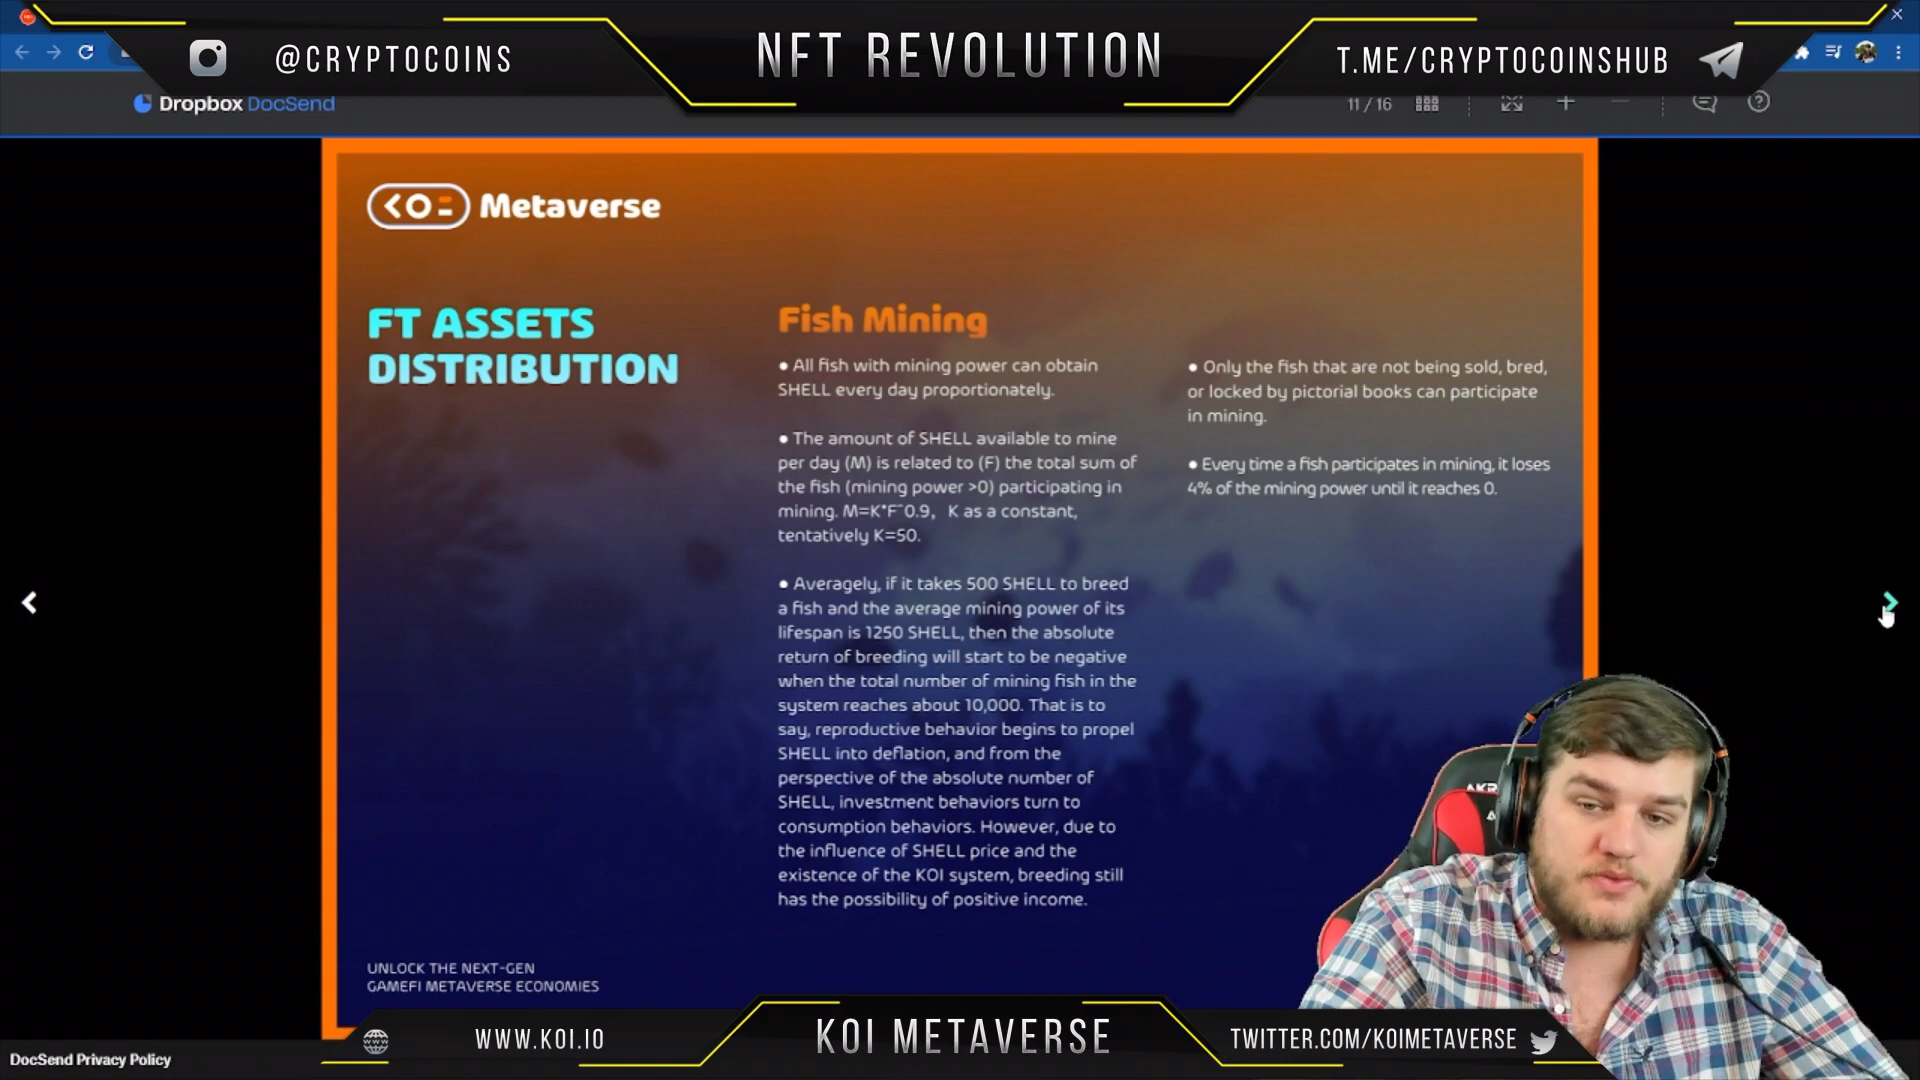 @CRYPTOCOINS
NFT REVOLUTION
T.ME/CRYPTOCOINSHUB
Dropbox DocSend
11 / 16
KOI Metaverse
FT ASSETS
DISTRIBUTION
Fish Mining
● All fish with mining power can obtain
SHELL every day proportionately.
● The amount of SHELL available to mine
per day (M) is related to (F) the total sum of
the fish (mining power >0) participating in
mining. M=K*F^0.9, K as a constant,
tentatively K=50.
● Averagely, if it takes 500 SHELL to breed
a fish and the average mining power of its
lifespan is 1250 SHELL, then the absolute
return of breeding will start to be negative
when the total number of mining fish in the
system reaches about 10,000. That is to
say, reproductive behavior begins to propel
SHELL into deflation, and from the
perspective of the absolute number of
SHELL, investment behaviors turn to
consumption behaviors. However, due to
the influence of SHELL price and the
existence of the KOI system, breeding still
has the possibility of positive income.
● Only the fish that are not being sold, bred,
or locked by pictorial books can participate
in mining.
● Every time a fish participates in mining, it loses
4% of the mining power until it reaches 0.
UNLOCK THE NEXT-GEN
GAMEFI METAVERSE ECONOMIES
WWW.KOI.IO
KOI METAVERSE
TWITTER.COM/KOIMETAVERSE
DocSend Privacy Policy